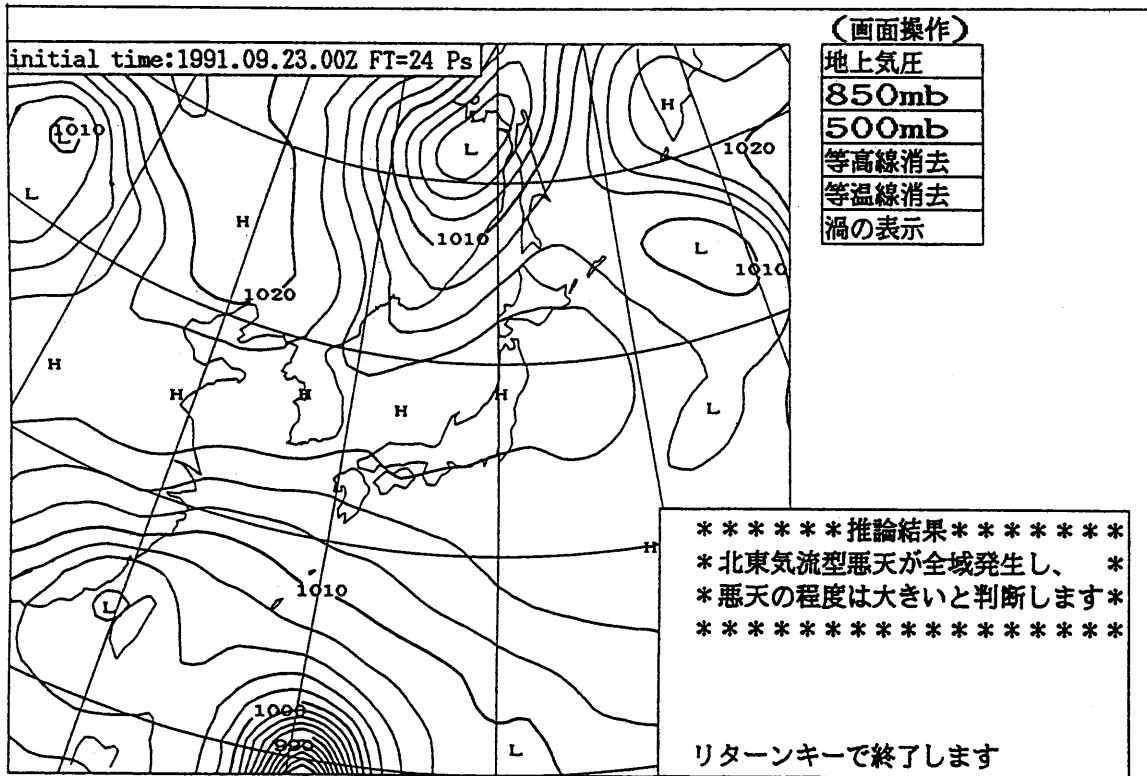 initial time:1991.09.23.00Z FT=24 Ps
(画面操作)
地上気圧
850mb
500mb
等高線消去
等温線消去
渦の表示
H
1010
L
1020
L
L
H
1010
L
1010
1020
H
H
H
H
H
L
1010
H
L
1000
990
L
******推論結果*******
*北東気流型悪天が全域発生し、 *
*悪天の程度は大きいと判断します*
******************
リターンキーで終了します